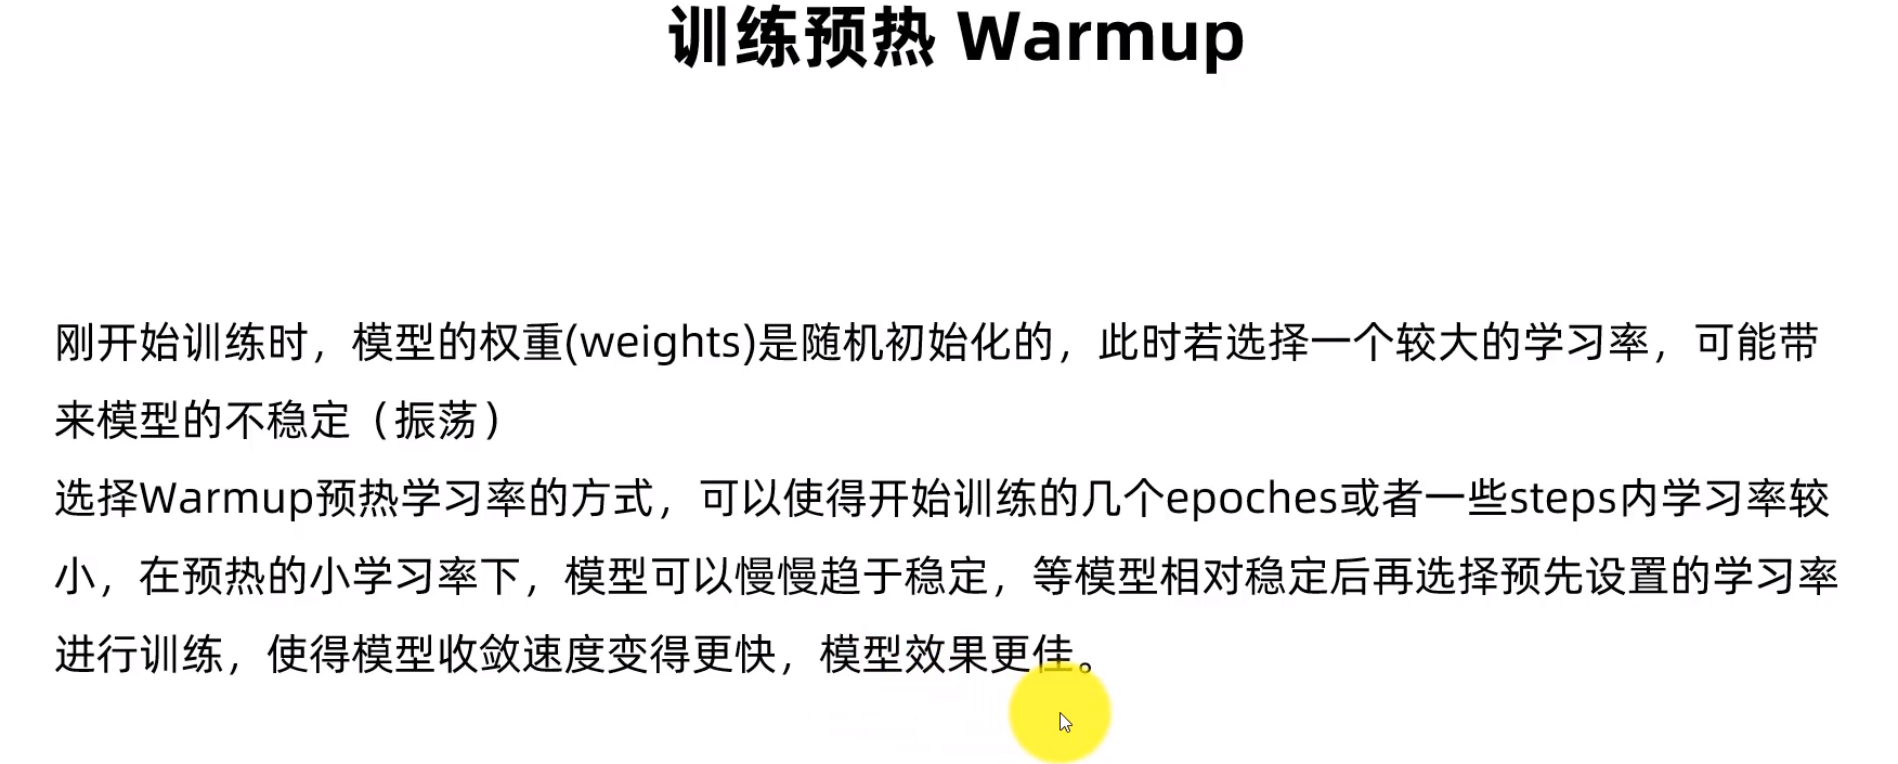 训练预热 Warmup
刚开始训练时，模型的权重(weights)是随机初始化的，此时若选择一个较大的学习率，可能带
来模型的不稳定（振荡）
选择Warmup预热学习率的方式，可以使得开始训练的几个epoches或者一些steps内学习率较
小，在预热的小学习率下，模型可以慢慢趋于稳定，等模型相对稳定后再选择预先设置的学习率
进行训练，使得模型收敛速度变得更快，模型效果更佳。